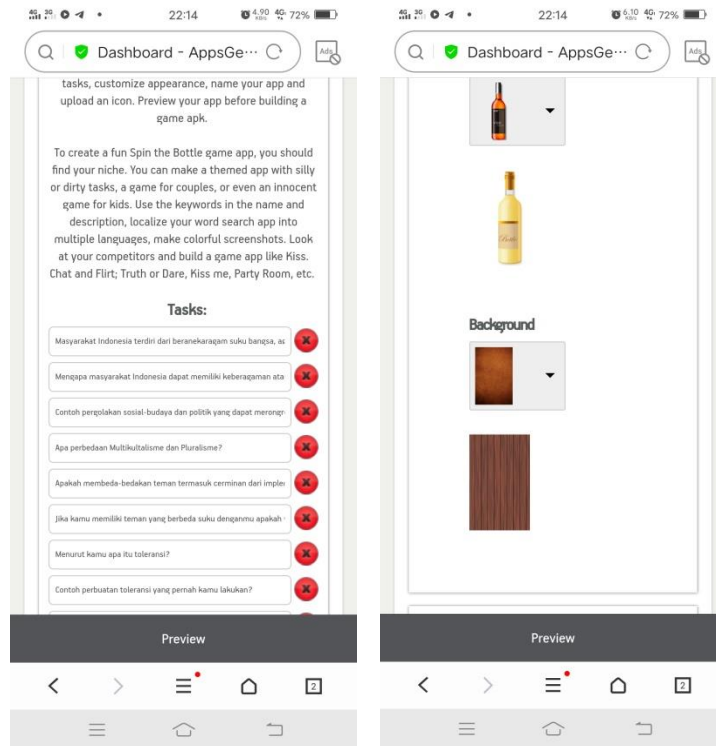 22:14
4.90
72%
Dashboard - AppsGe···
Ads
tasks, customize appearance, name your app and
upload an icon. Preview your app before building a
game apk.
To create a fun Spin the Bottle game app, you should
find your niche. You can make a themed app with silly
or dirty tasks, a game for couples, or even an innocent
game for kids. Use the keywords in the name and
description, localize your word search app into
multiple languages, make colorful screenshots. Look
at your competitors and build a game app like Kiss.
Chat and Flirt; Truth or Dare, Kiss me, Party Room, etc.
Tasks:
Masyarakat Indonesia terdiri dari beranekaragam suku bangsa,
Mengapa masyarakat Indonesia dapat memiliki keberagaman ata
Contoh pergolakan sosial-budaya dan politik yang dapat merongr
Apa perbedaan Multikultalisme dan Pluralisme?
Apakah membeda-bedakan teman termasuk cerminan dari imple
Jika kamu memiliki teman yang berbeda suku denganmu apakah
Menurut kamu apa itu toleransi?
Contoh perbuatan toleransi yang pernah kamu lakukan?
Preview
2
22:14
6.10
72%
Dashboard - AppsGe···
Ads
Background
Preview
2